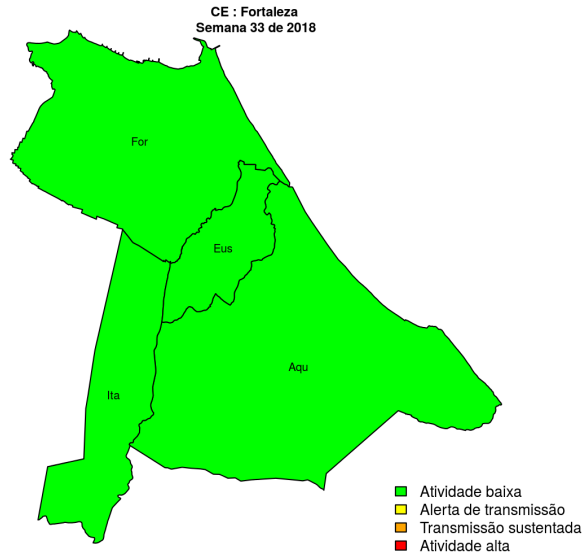 CE : Fortaleza
Semana 33 de 2018
For
Eus
Aqu
Ita
Atividade baixa
Alerta de transmissão
Transmissão sustentada
Atividade alta